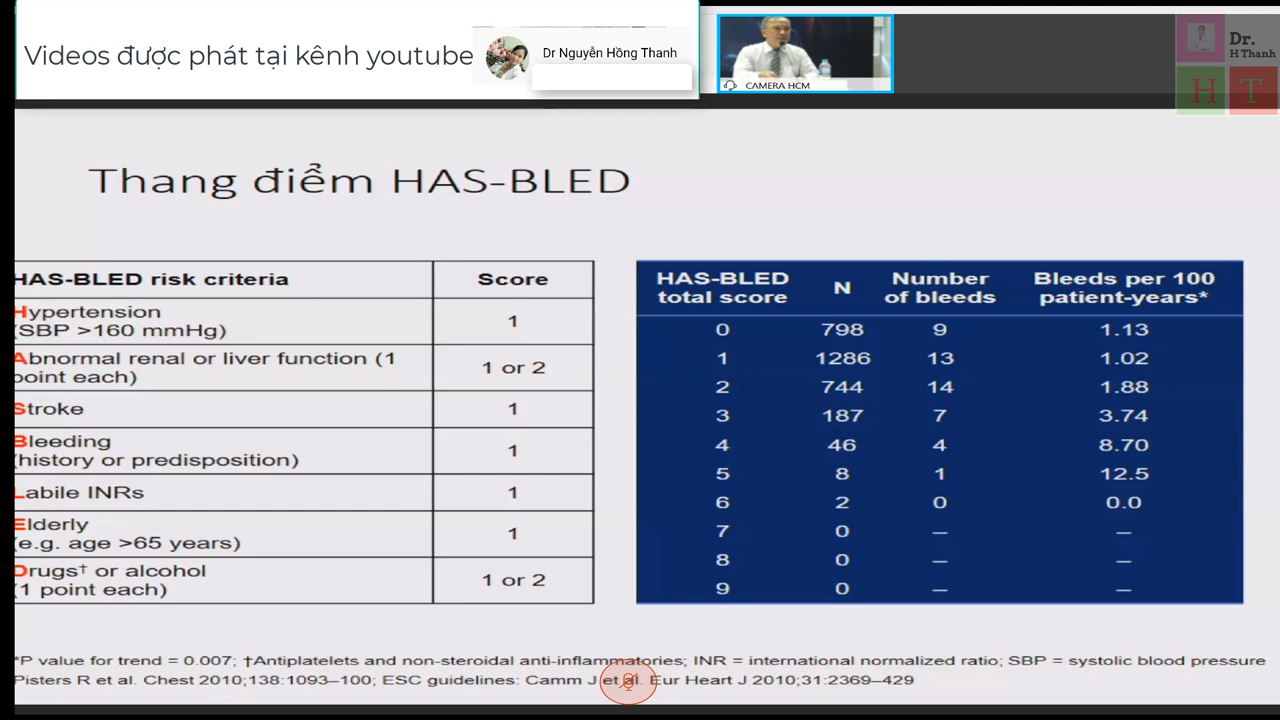 Videos được phát tại kênh youtube
Dr Nguyễn Hồng Thanh
CAMERA HCM
Dr.
H Thanh
H T
Thang điểm HAS-BLED
HAS-BLED risk criteria Score
Hypertension
(SBP >160 mmHg) 1
Abnormal renal or liver function (1
point each) 1 or 2
Stroke 1
Bleeding
(history or predisposition) 1
Labile INRs 1
Elderly
(e.g. age >65 years) 1
Drugs† or alcohol
(1 point each) 1 or 2
HAS-BLED total score N Number of bleeds Bleeds per 100 patient-years*
0 798 9 1.13
1 1286 13 1.02
2 744 14 1.88
3 187 7 3.74
4 46 4 8.70
5 8 1 12.5
6 2 0 0.0
7 0 – –
8 0 – –
9 0 – –
*P value for trend = 0.007; †Antiplatelets and non-steroidal anti-inflammatories; INR = international normalized ratio; SBP = systolic blood pressure
Pisters R et al. Chest 2010;138:1093–100; ESC guidelines: Camm J et al. Eur Heart J 2010;31:2369–429